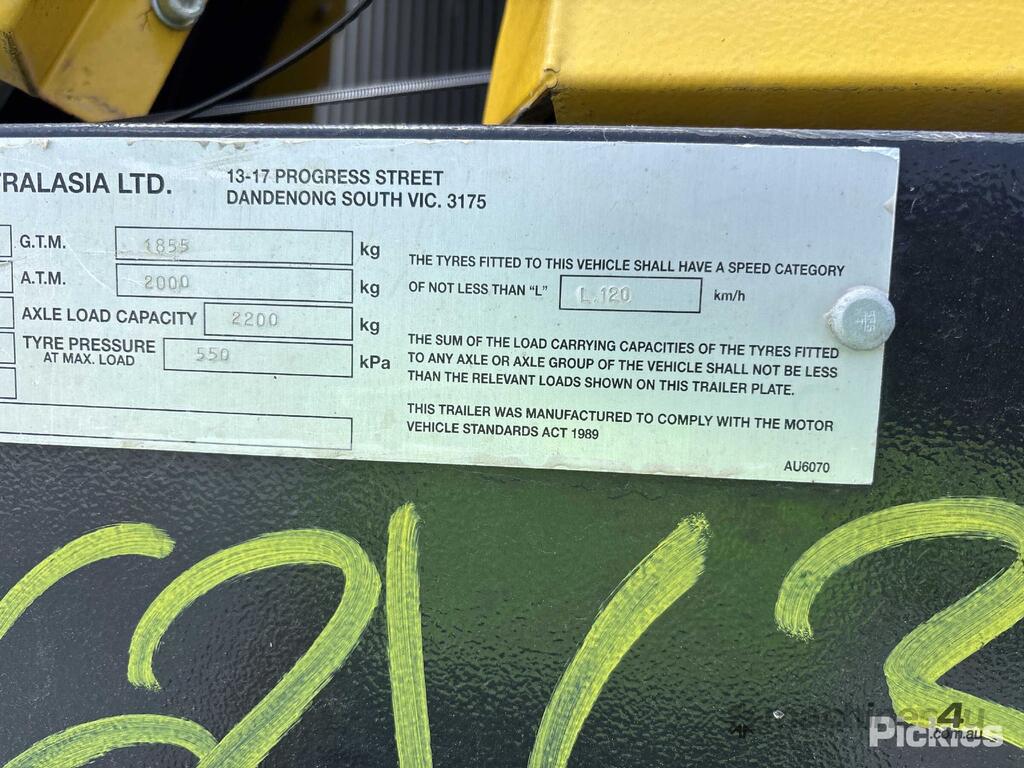 TRALASIA LTD.
13-17 PROGRESS STREET
DANDENONG SOUTH VIC. 3175
G.T.M. 1855 kg
A.T.M. 2000 kg
AXLE LOAD CAPACITY 2200 kg
TYRE PRESSURE
AT MAX. LOAD 550 kPa
THE TYRES FITTED TO THIS VEHICLE SHALL HAVE A SPEED CATEGORY
OF NOT LESS THAN “L” L.120 km/h
THE SUM OF THE LOAD CARRYING CAPACITIES OF THE TYRES FITTED
TO ANY AXLE OR AXLE GROUP OF THE VEHICLE SHALL NOT BE LESS
THAN THE RELEVANT LOADS SHOWN ON THIS TRAILER PLATE.
THIS TRAILER WAS MANUFACTURED TO COMPLY WITH THE MOTOR
VEHICLE STANDARDS ACT 1989
AU6070
machines4u
.com.au
Pickles